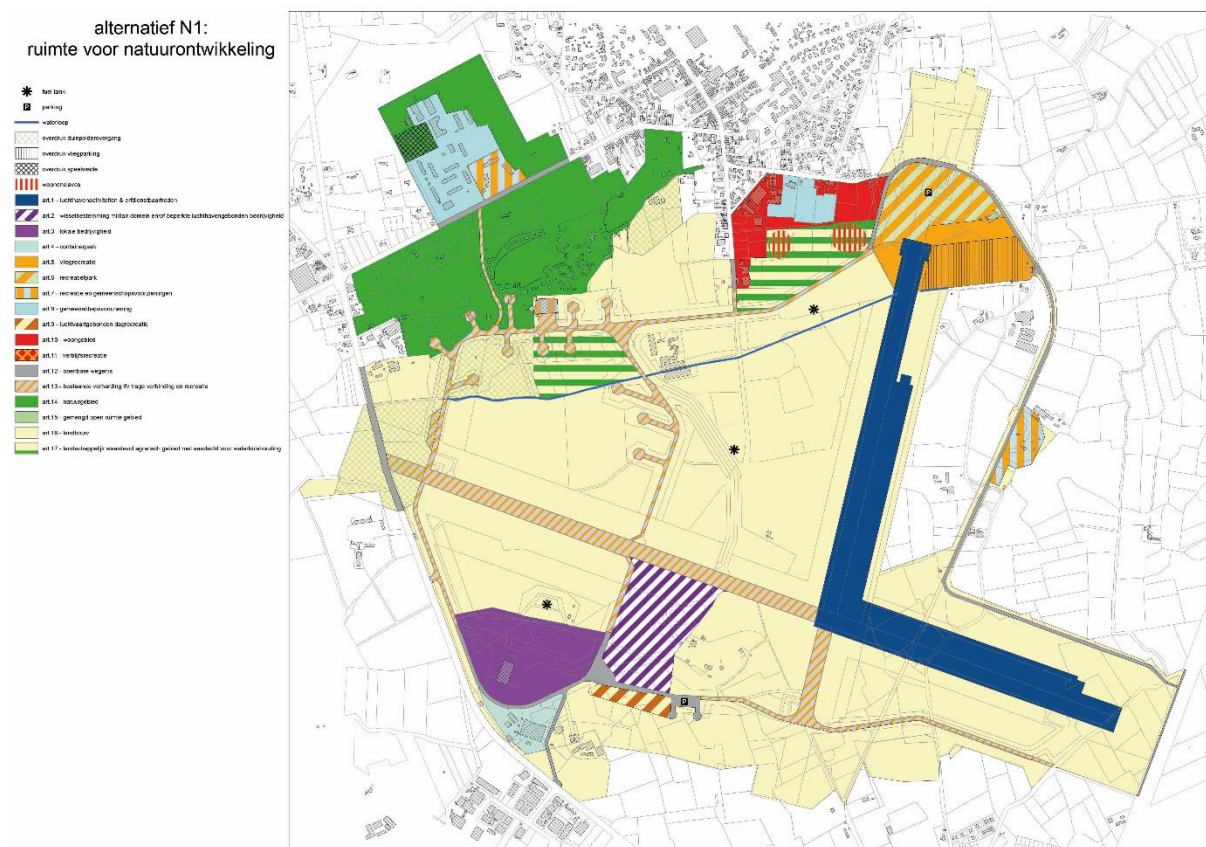 alternatief N1:
ruimte voor natuurontwikkeling
fuel tank
parking
waterloop
overdruk duinpolderovergang
overdruk vliegparking
overdruk speelweide
woonenclaves
art.1 - luchthavenactiviteiten & erfdienstbaarheden
art.2 - wisselbestemming militair domein en/of beperkte luchthavengebonden bedrijvigheid
art.3 - lokale bedrijvigheid
art.4 - containerpark
art.5 - vliegrecreatie
art.6 - recreatiepark
art.7 - recreatie en gemeenschapsvoorzieningen
art.8 - gemeenschapsvoorziening
art.9 - luchtvaartgebonden dagrecreatie
art.10 - woongebied
art.11 - verblijfsrecreatie
art.12 - openbare wegenis
art.13 - bestaande verharding ifv trage verbinding en recreatie
art.14 - natuurgebied
art.15 - gemengd open ruimte gebied
art.16 - landbouw
art.17 - landschappelijk waardevol agrarisch gebied met aandacht voor waterhuishouding
P
P